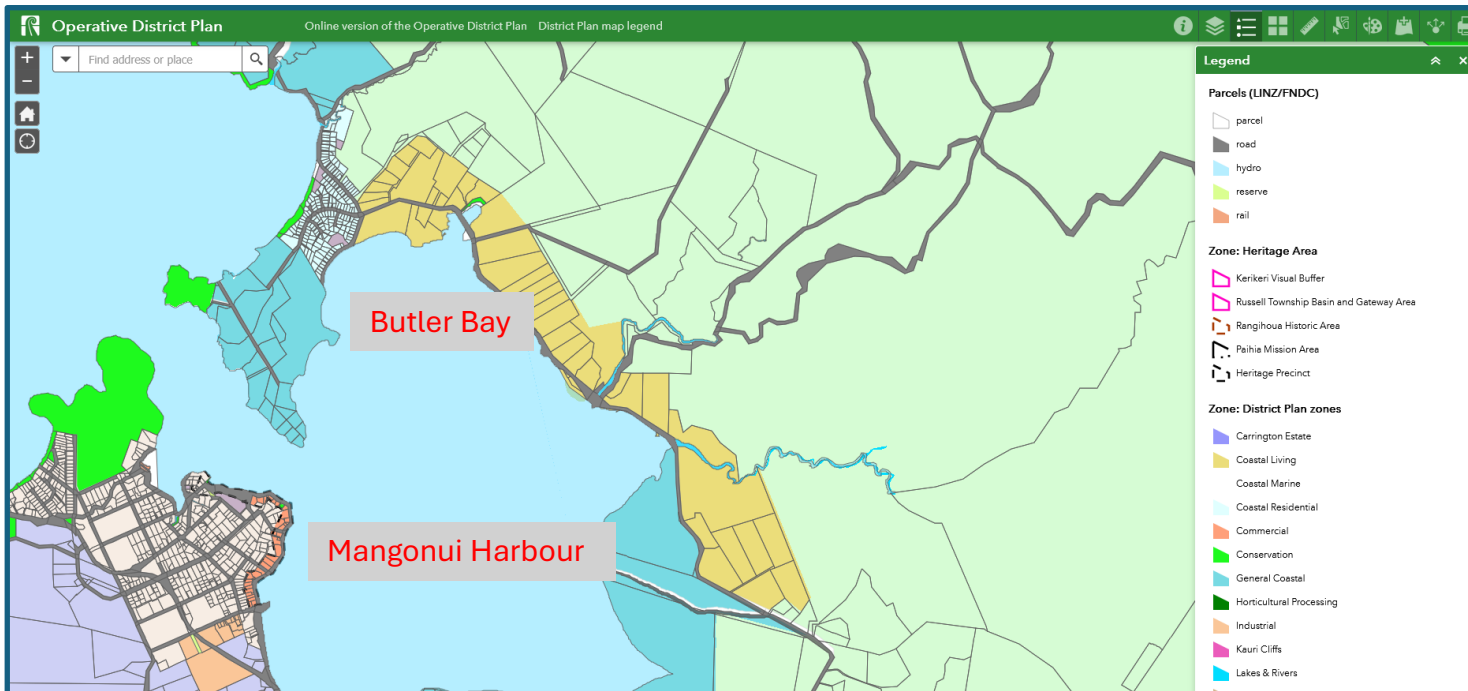 Operative District Plan
Online version of the Operative District Plan District Plan map legend
Find address or place
Legend
Parcels (LINZ/FNDC)
parcel
road
hydro
reserve
rail
Zone: Heritage Area
Kerikeri Visual Buffer
Russell Township Basin and Gateway Area
Rangihoua Historic Area
Paihia Mission Area
Heritage Precinct
Zone: District Plan zones
Carrington Estate
Coastal Living
Coastal Marine
Coastal Residential
Commercial
Conservation
General Coastal
Horticultural Processing
Industrial
Kauri Cliffs
Lakes & Rivers
Butler Bay
Mangonui Harbour